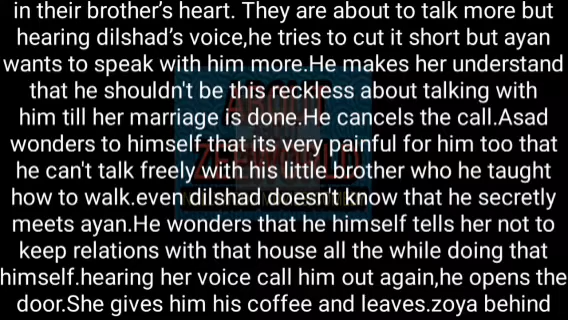 in their brother’s heart. They are about to talk more but
hearing dilshad’s voice,he tries to cut it short but ayan
wants to speak with him more.He makes her understand
that he shouldn't be this reckless about talking with
him till her marriage is done.He cancels the call.Asad
wonders to himself that its very painful for him too that
he can't talk freely with his little brother who he taught
how to walk.even dilshad doesn't know that he secretly
meets ayan.He wonders that he himself tells her not to
keep relations with that house all the while doing that
himself.hearing her voice call him out again,he opens the
door.She gives him his coffee and leaves.zoya behind